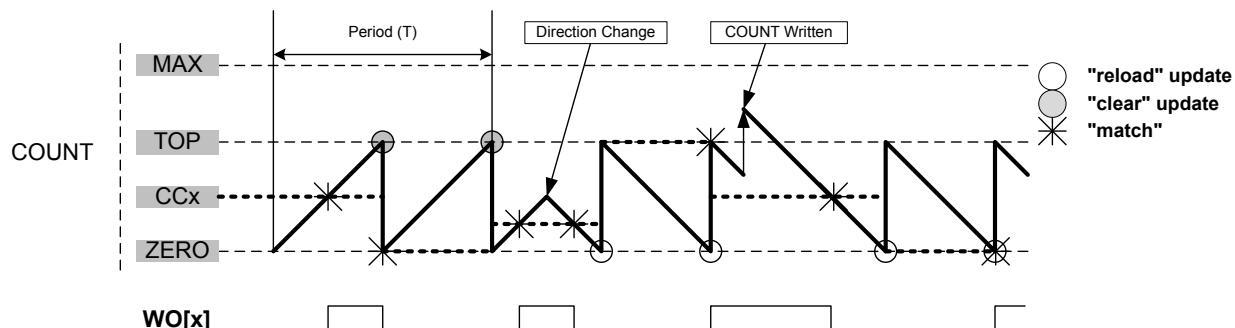 Period (T)
Direction Change
COUNT Written
MAX
"reload" update
"clear" update
TOP
"match"
COUNT
CCx
ZERO
WO[x]